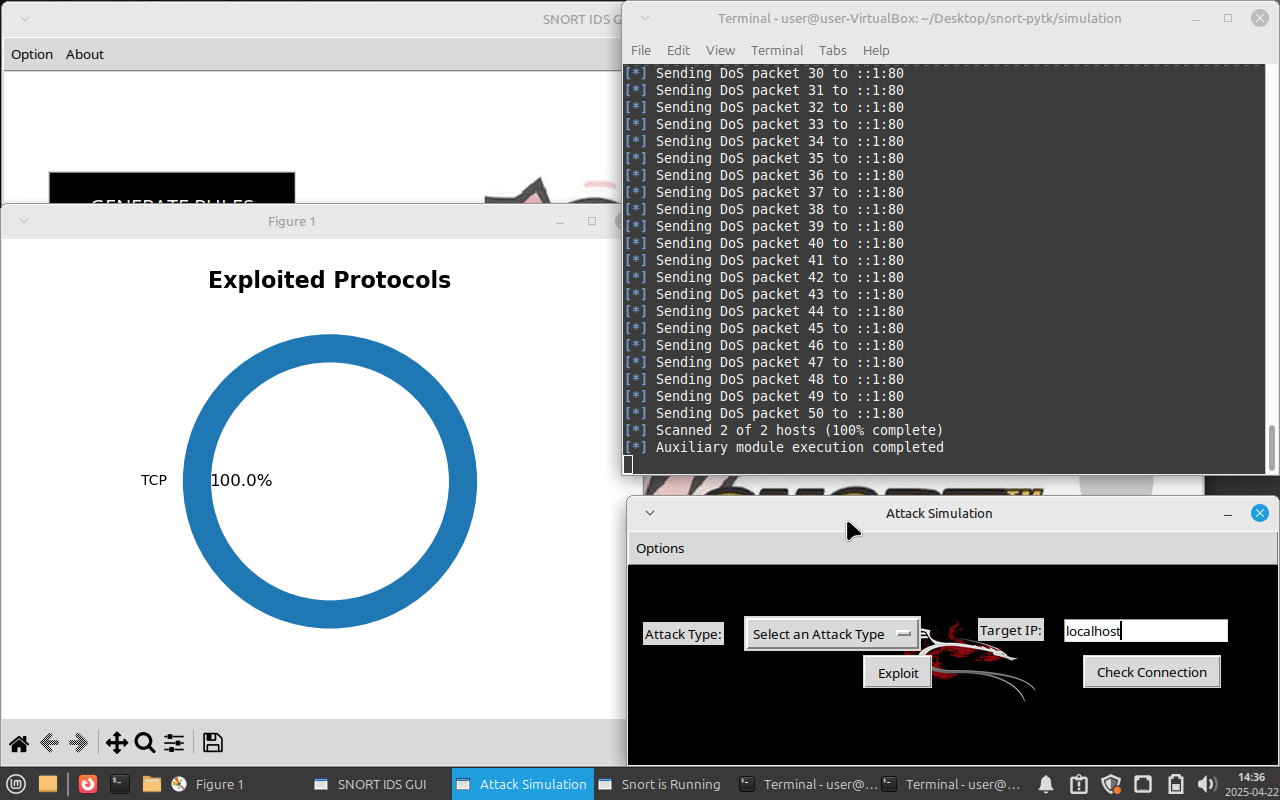 SNORT IDS G
Option About
GENERATE RULES
Terminal - user@user-VirtualBox: ~/Desktop/snort-pytk/simulation
File Edit View Terminal Tabs Help
[*] Sending DoS packet 30 to ::1:80
[*] Sending DoS packet 31 to ::1:80
[*] Sending DoS packet 32 to ::1:80
[*] Sending DoS packet 33 to ::1:80
[*] Sending DoS packet 34 to ::1:80
[*] Sending DoS packet 35 to ::1:80
[*] Sending DoS packet 36 to ::1:80
[*] Sending DoS packet 37 to ::1:80
[*] Sending DoS packet 38 to ::1:80
[*] Sending DoS packet 39 to ::1:80
[*] Sending DoS packet 40 to ::1:80
[*] Sending DoS packet 41 to ::1:80
[*] Sending DoS packet 42 to ::1:80
[*] Sending DoS packet 43 to ::1:80
[*] Sending DoS packet 44 to ::1:80
[*] Sending DoS packet 45 to ::1:80
[*] Sending DoS packet 46 to ::1:80
[*] Sending DoS packet 47 to ::1:80
[*] Sending DoS packet 48 to ::1:80
[*] Sending DoS packet 49 to ::1:80
[*] Sending DoS packet 50 to ::1:80
[*] Scanned 2 of 2 hosts (100% complete)
[*] Auxiliary module execution completed
Figure 1
Exploited Protocols
TCP 100.0%
TM
Attack Simulation
Options
Attack Type: Select an Attack Type Target IP: localhost
Exploit Check Connection
Figure 1 SNORT IDS GUI Attack Simulation Snort is Running Terminal - user@... Terminal - user@... 14:36
2025-04-22